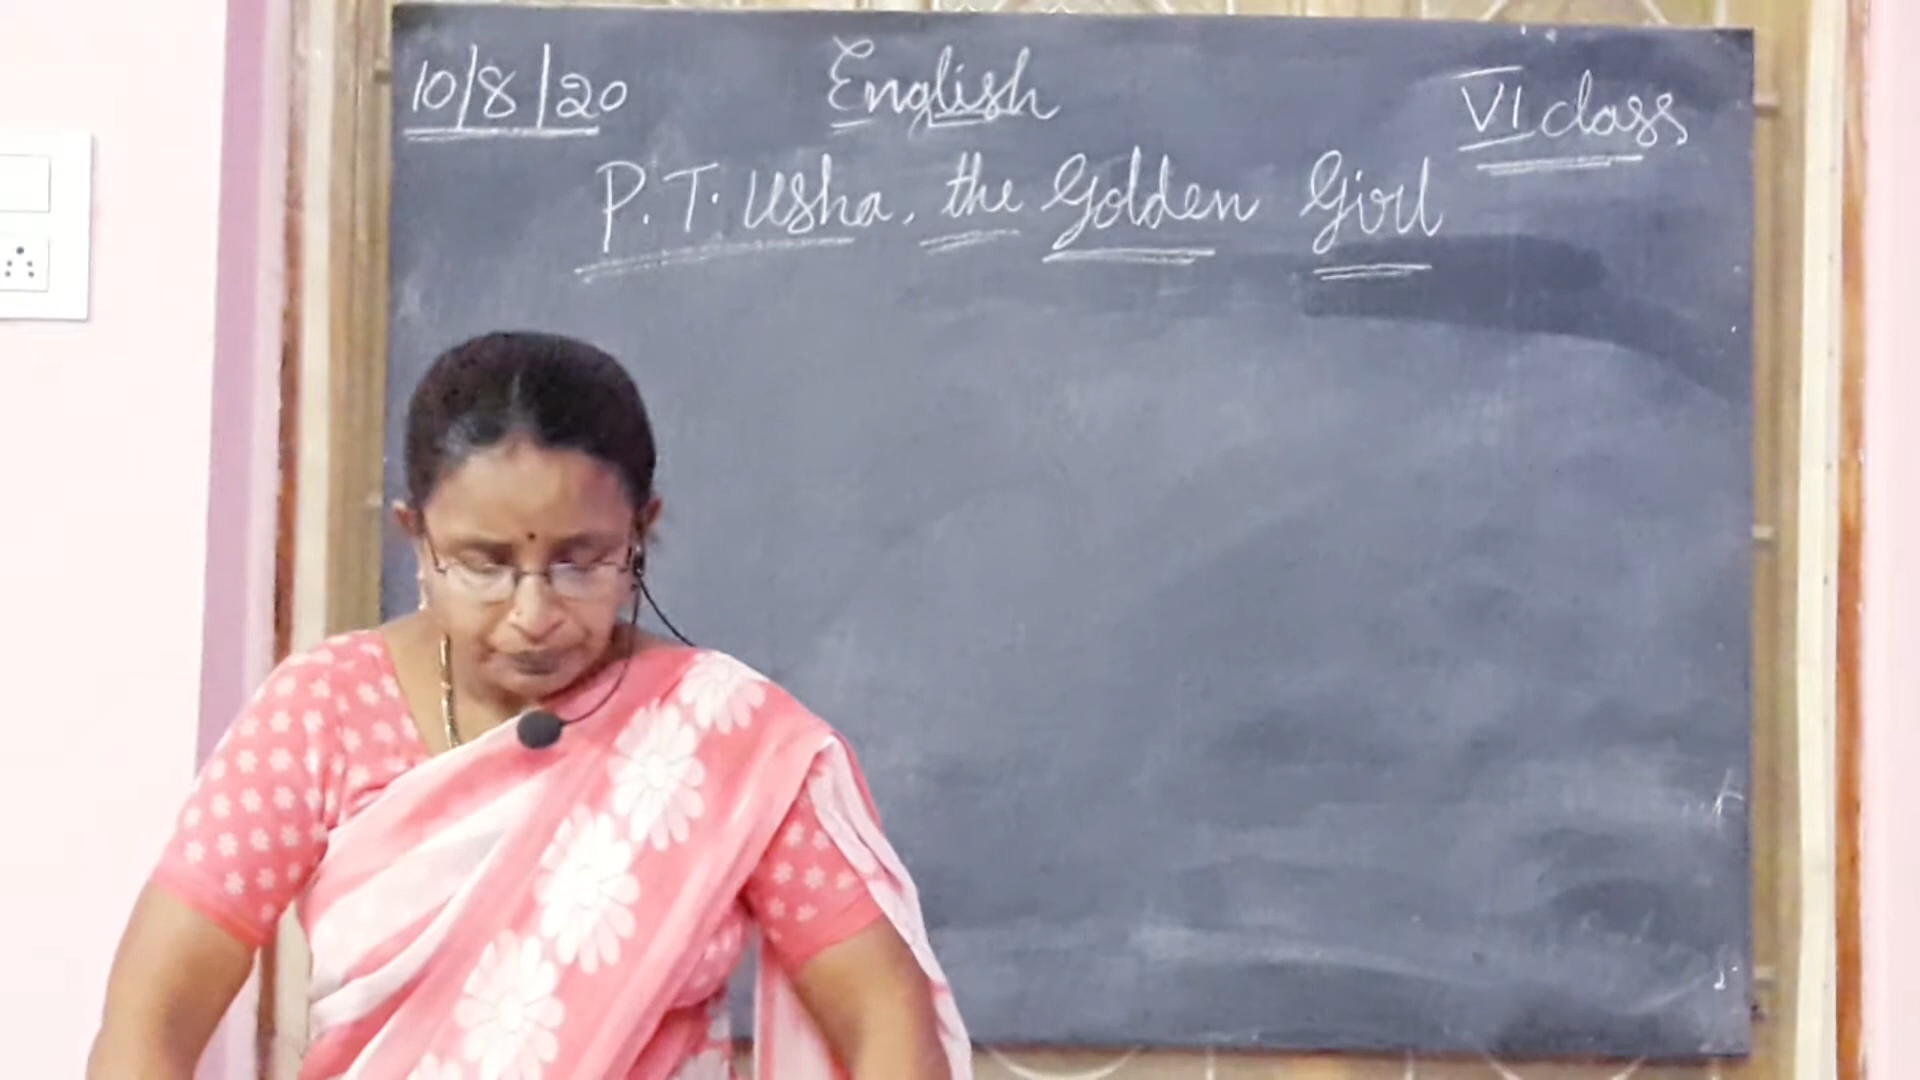 10/8/20 English VI class
P.T. Usha, the Golden Girl